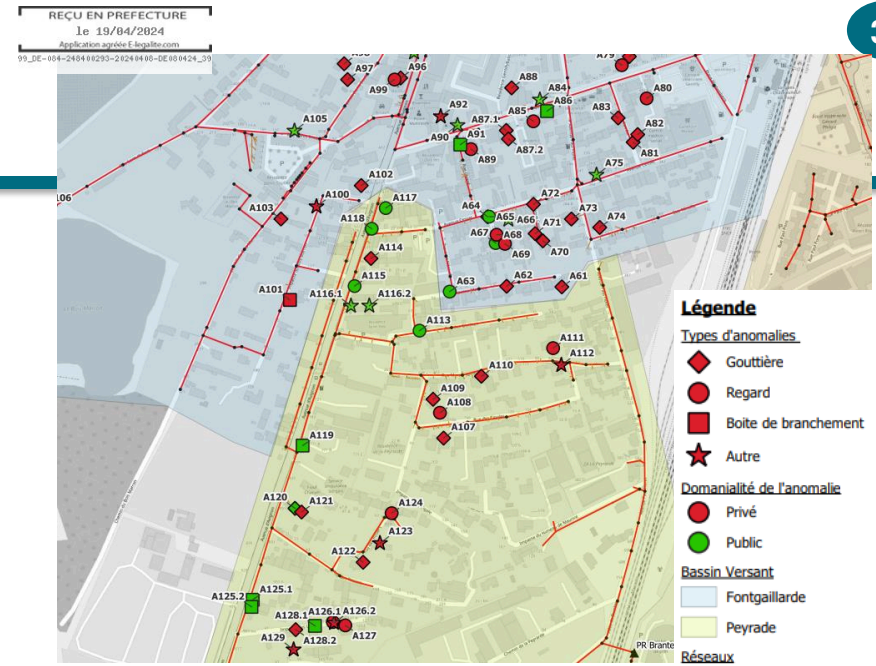 REÇU EN PREFECTURE
le 19/04/2024
Application agréée E-legalite.com
99_DE-084-248400293-20240408-DE080424_39
3
A97
A96
A99
A79
A88
A80
A84
A92
A85
A86
A83
A105
A87.1
A90
A91
A82
A87.2
A89
A81
A75
A102
A100
A117
A72
A103
A64
A73
A118
A65
A66
A71
A74
A67
A68
A70
A114
A69
A115
A63
A62
A61
A101
A116.1
A116.2
A113
A111
A112
A110
A109
A108
A107
A119
A120
A121
A124
A123
A122
A125.1
A125.2
A128.1
A126.1
A126.2
A129
A127
A128.2
PR Brante
Légende
Types d'anomalies
Gouttière
Regard
Boite de branchement
Autre
Domanialité de l'anomalie
Privé
Public
Bassin Versant
Fontgaillarde
Peyrade
Réseaux